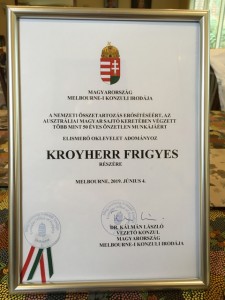 MAGYARORSZÁG
MELBOURNE-I KONZULI IRODÁJA
A NEMZETI ÖSSZETARTOZÁS ERŐSÍTÉSÉÉRT, AZ
AUSZTRÁLIAI MAGYAR SAJTÓ KERETÉBEN VÉGZETT
TÖBB MINT 50 ÉVES ÖNZETLEN MUNKÁJÁÉRT
ELISMERŐ OKLEVELET ADOMÁNYOZ
KROYHERR FRIGYES
RÉSZÉRE
MELBOURNE, 2019. JÚNIUS 4.
DR. KÁLMÁN LÁSZLÓ
VEZETŐ KONZUL
MAGYARORSZÁG
MELBOURNE-I KONZULI IRODÁJA